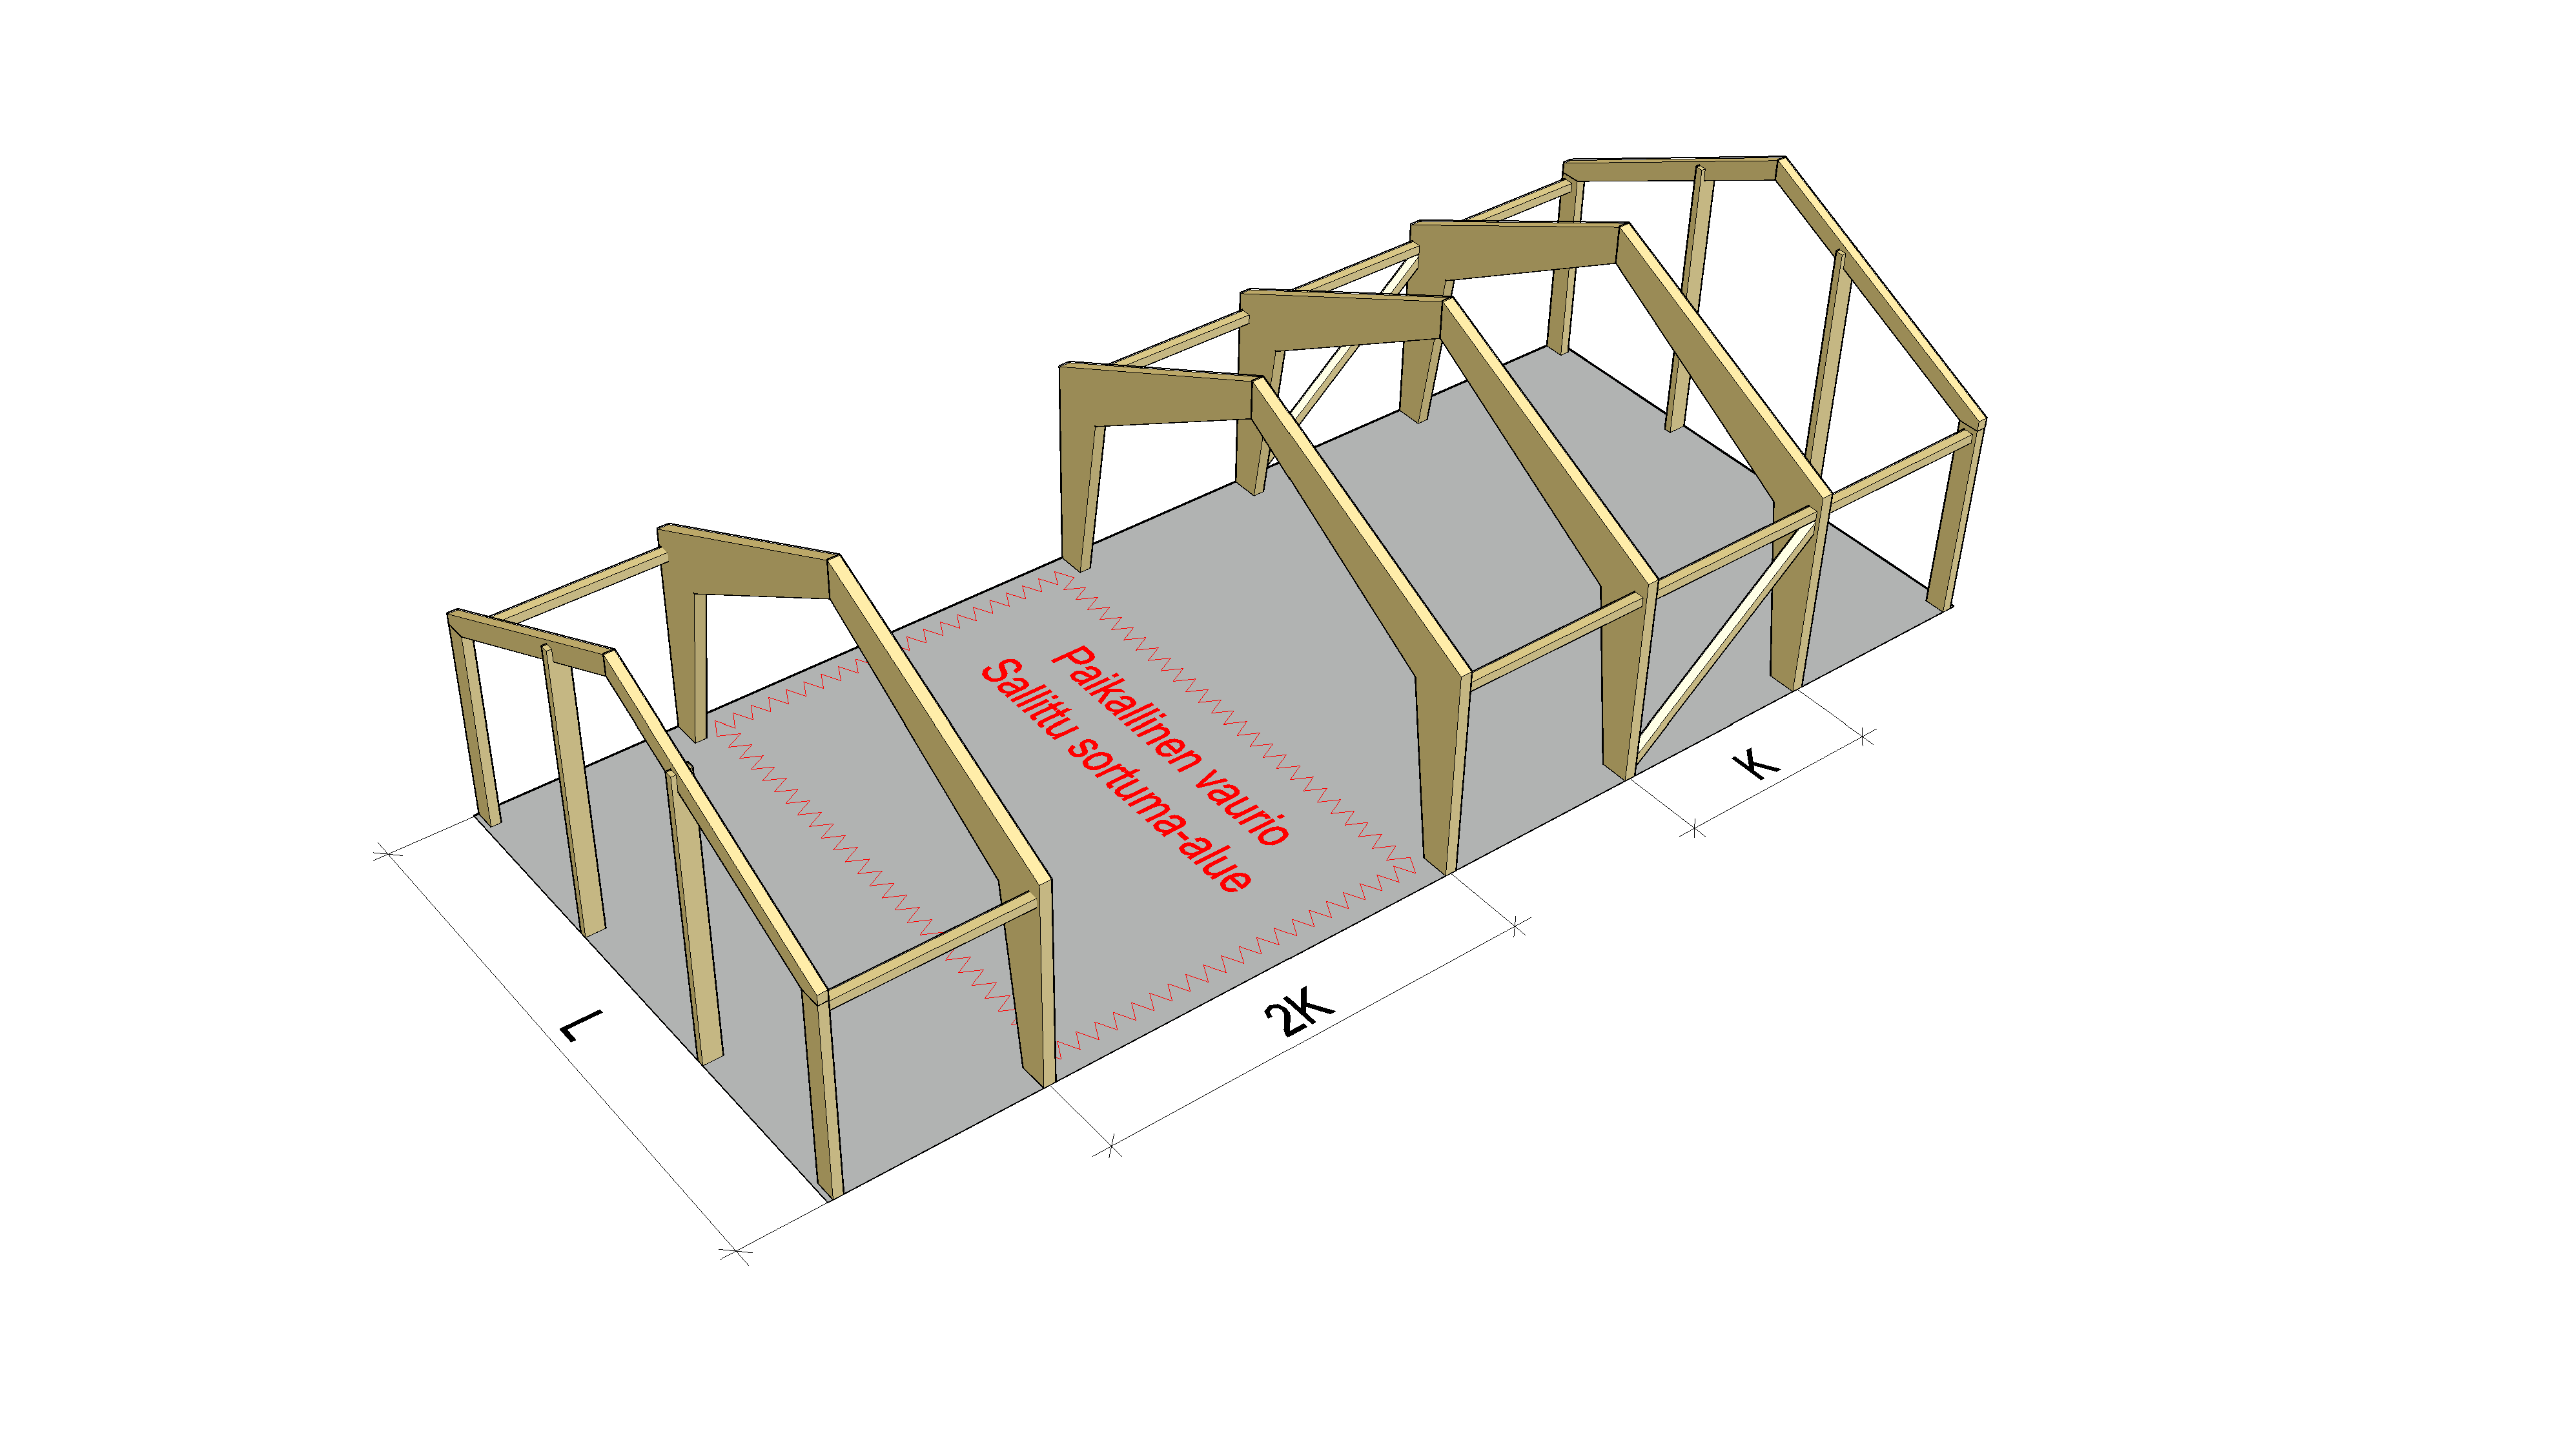 Paikallinen vaurio
Sallittu sortuma-alue
K
2K
L